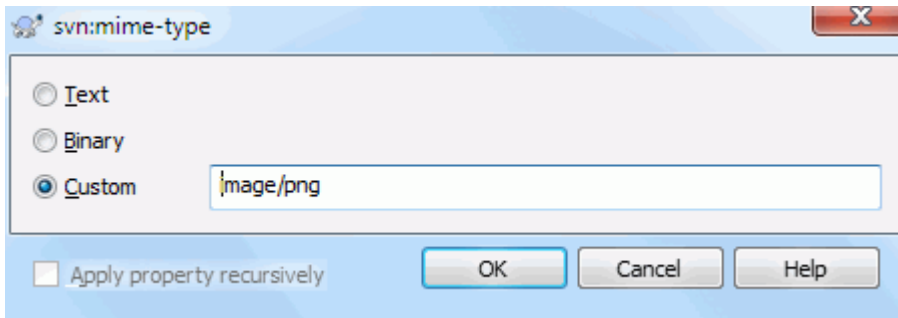 svn:mime-type
Text
Binary
Custom image/png
Apply property recursively OK Cancel Help